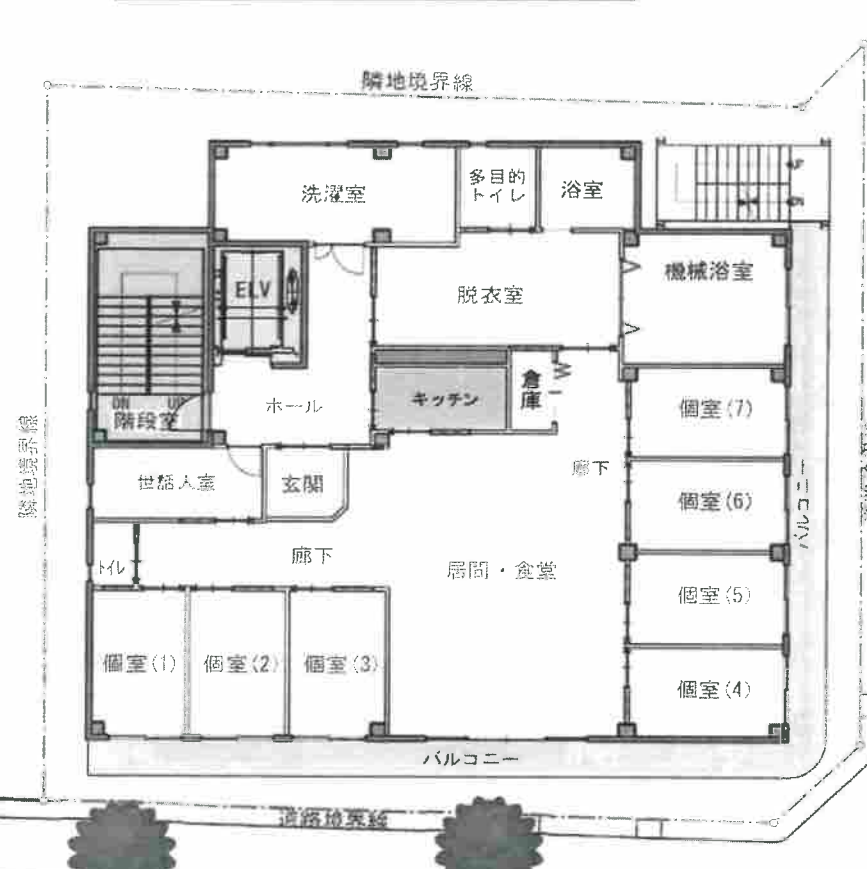 隣地境界線
洗濯室
多目的
トイレ
浴室
機械浴室
脱衣室
ELV
キッチン
倉庫
ホール
DN UP
階段室
個室(7)
隣地境界線
世話人室
玄関
廊下
個室(6)
バルコニー
トイレ
廊下
居間・食堂
個室(5)
個室(1)
個室(2)
個室(3)
個室(4)
バルコニー
道路境界線